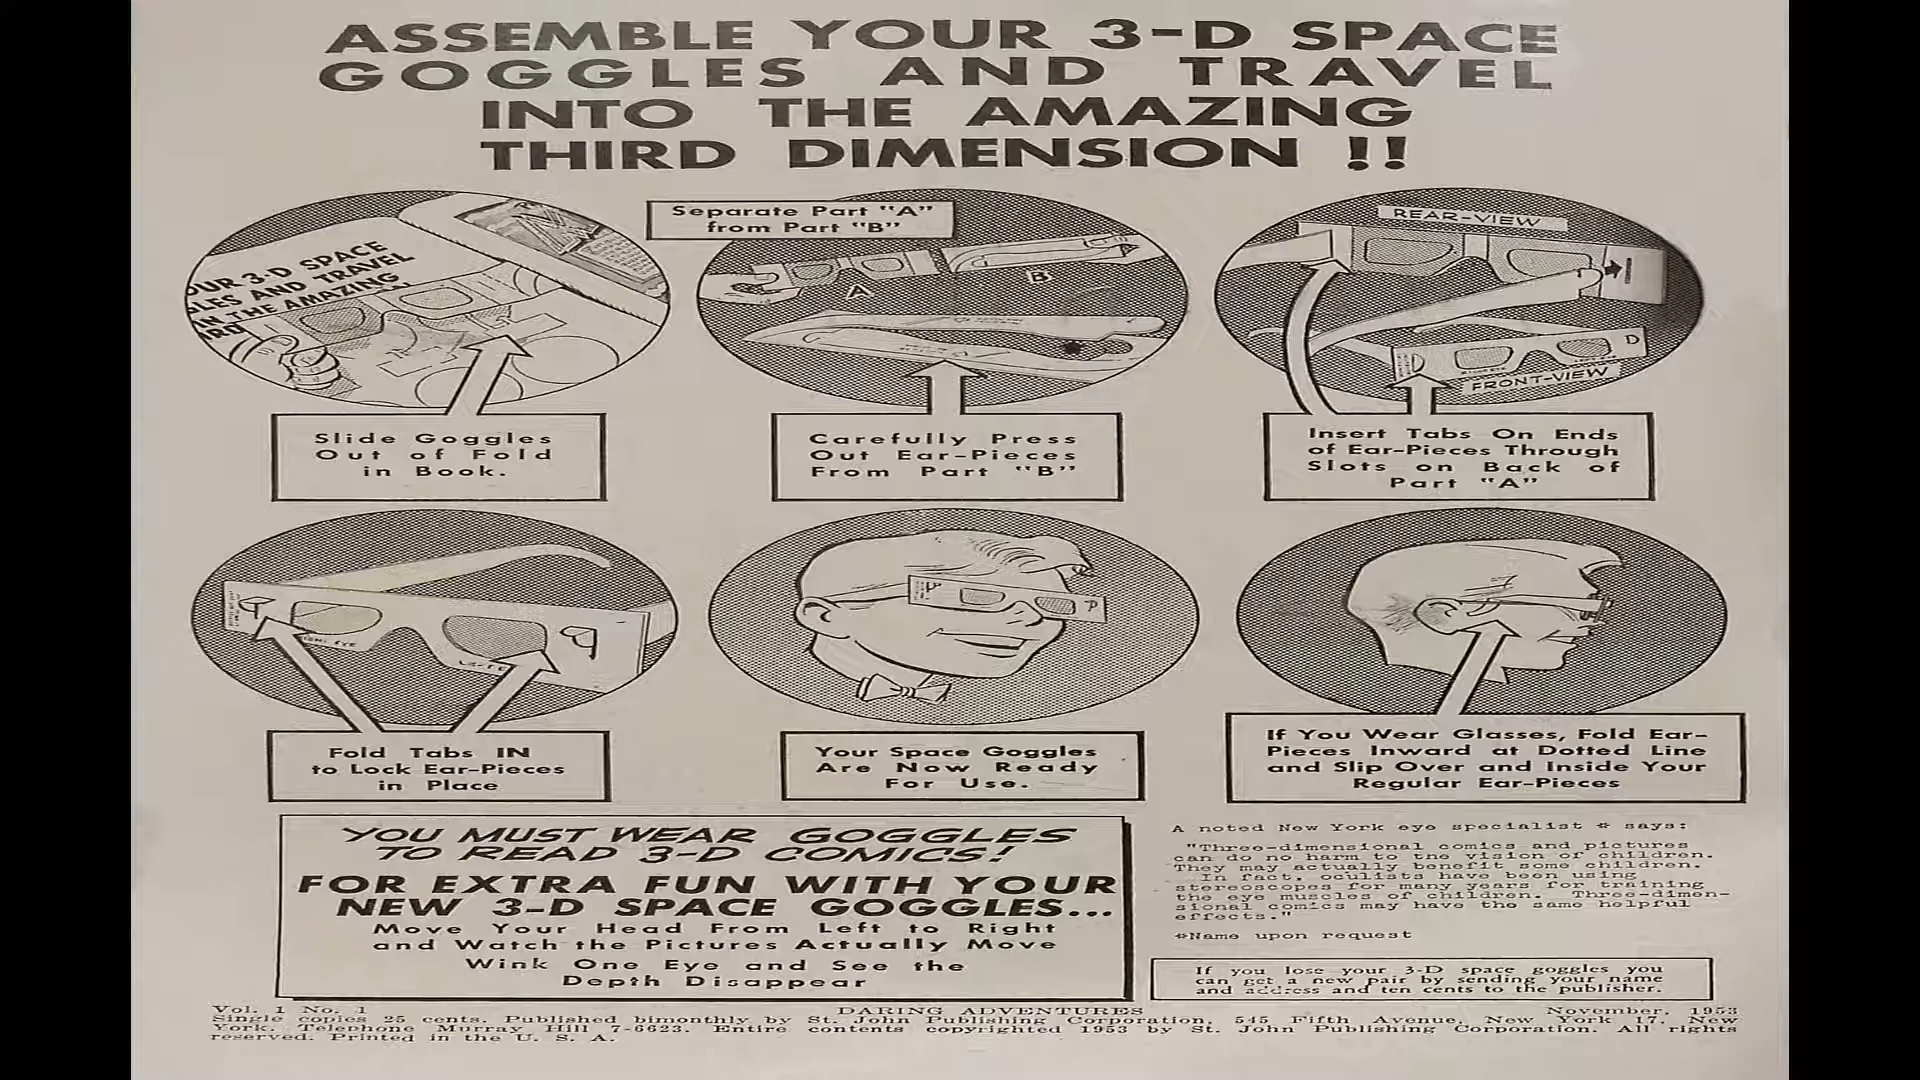 ASSEMBLE YOUR 3-D SPACE
GOGGLES AND TRAVEL
INTO THE AMAZING
THIRD DIMENSION !!
OUR 3-D SPACE
LES AND TRAVEL
IN THE AMAZING
Separate Part "A"
from Part "B"
A
B
REAR-VIEW
D
FRONT-VIEW
Slide Goggles
Out of Fold
in Book.
Carefully Press
Out Ear-Pieces
From Part "B"
Insert Tabs On Ends
of Ear-Pieces Through
Slots on Back of
Part "A"
Fold Tabs IN
to Lock Ear-Pieces
in Place
Your Space Goggles
Are Now Ready
For Use.
If You Wear Glasses, Fold Ear-
Pieces Inward at Dotted Line
and Slip Over and Inside Your
Regular Ear-Pieces
YOU MUST WEAR GOGGLES
TO READ 3-D COMICS!
FOR EXTRA FUN WITH YOUR
NEW 3-D SPACE GOGGLES...
Move Your Head From Left to Right
and Watch the Pictures Actually Move
Wink One Eye and See the
Depth Disappear
A noted New York eye specialist * says:
"Three-dimensional comics and pictures
can do no harm to the vision of children.
They may actually benefit some children.
In fact, oculists have been using
stereoscopes for many years for training
the eye muscles of children. Three-dimen-
sional comics may have the same helpful
effects."
*Name upon request
If you lose your 3-D space goggles you
can get a new pair by sending your name
and address and ten cents to the publisher.
Vol. 1 No. 1 DARING ADVENTURES November, 1953
Single copies 25 cents. Published bimonthly by St. John Publishing Corporation, 545 Fifth Avenue, New York 17, New
York. Telephone Murray Hill 7-6623. Entire contents copyrighted 1953 by St. John Publishing Corporation. All rights
reserved. Printed in the U. S. A.